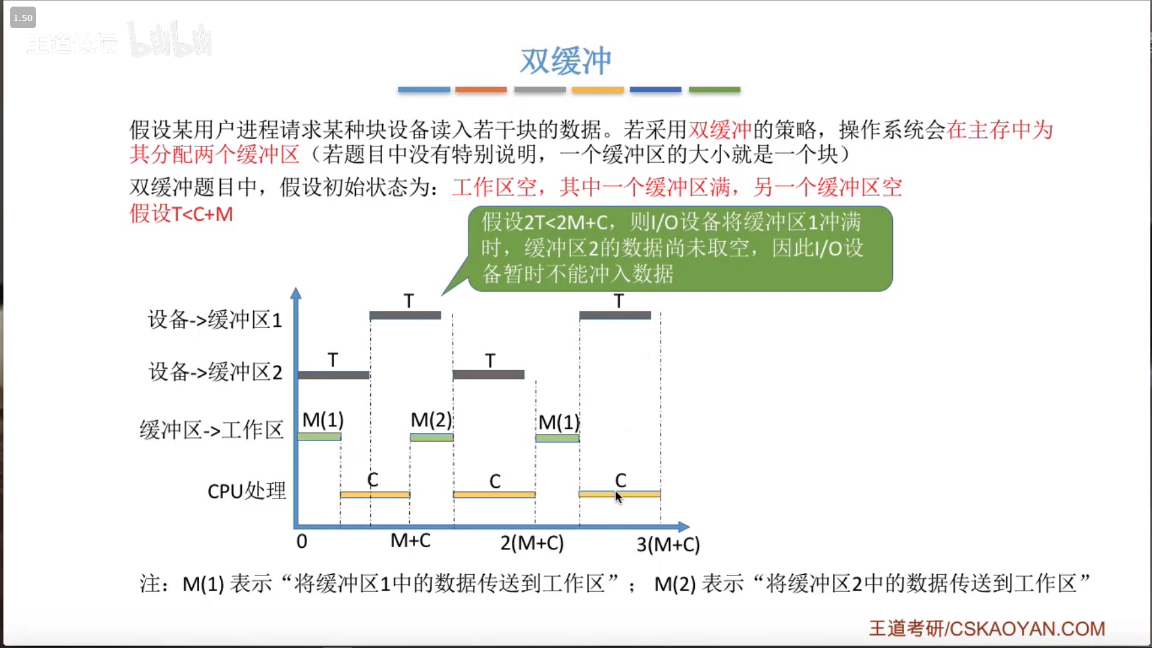 1.50
王道论坛 bilibili
双缓冲
假设某用户进程请求某种块设备读入若干块的数据。若采用双缓冲的策略，操作系统会在主存中为
其分配两个缓冲区（若题目中没有特别说明，一个缓冲区的大小就是一个块）
双缓冲题目中，假设初始状态为：工作区空，其中一个缓冲区满，另一个缓冲区空
假设T<C+M
假设2T<2M+C，则I/O设备将缓冲区1冲满
时，缓冲区2的数据尚未取空，因此I/O设
备暂时不能冲入数据
T T
设备->缓冲区1
T T
设备->缓冲区2
M(1) M(2) M(1)
缓冲区->工作区
C C C
CPU处理
0 M+C 2(M+C) 3(M+C)
注：M(1) 表示“将缓冲区1中的数据传送到工作区”； M(2) 表示“将缓冲区2中的数据传送到工作区”
王道考研/CSKAOYAN.COM